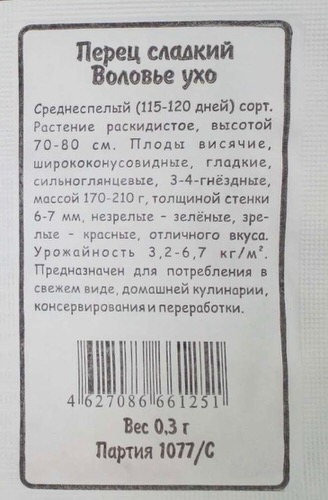 Перец сладкий
Воловье ухо
Среднеспелый (115-120 дней) сорт.
Растение раскидистое, высотой
70-80 см. Плоды висячие,
ширококонусовидные, гладкие,
сильноглянцевые, 3-4-гнёздные,
массой 170-210 г, толщиной стенки
6-7 мм, незрелые - зелёные, зре-
лые - красные, отличного вкуса.
Урожайность 3,2-6,7 кг/м².
Предназначен для потребления в
свежем виде, домашней кулинарии,
консервирования и переработки.
4 627086 661251
Вес 0,3 г
Партия 1077/С